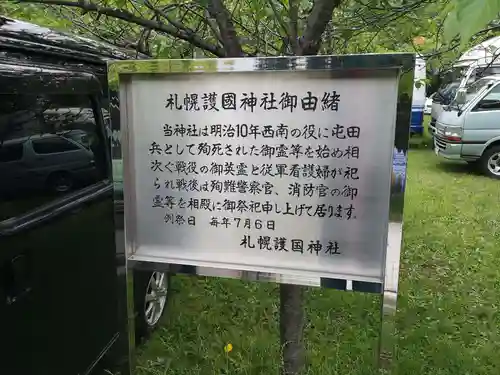 札幌護國神社御由緒
当神社は明治10年西南の役に屯田
兵として殉死された御霊等を始め相
次ぐ戦役の御英霊と従軍看護婦が祀
られ戦後は殉難警察官、消防官の御
霊等を相殿に御祭祀申し上げて居ります。
例祭日 毎年7月6日
札幌護国神社